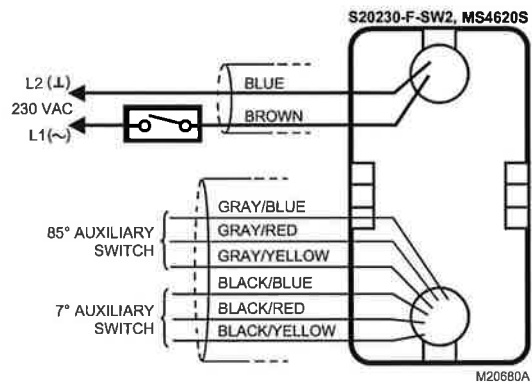 S20230-F-SW2, MS4620S
L2 (⊥)
BLUE
230 VAC
BROWN
L1(~)
GRAY/BLUE
85° AUXILIARY
SWITCH
GRAY/RED
GRAY/YELLOW
BLACK/BLUE
7° AUXILIARY
SWITCH
BLACK/RED
BLACK/YELLOW
M20680A